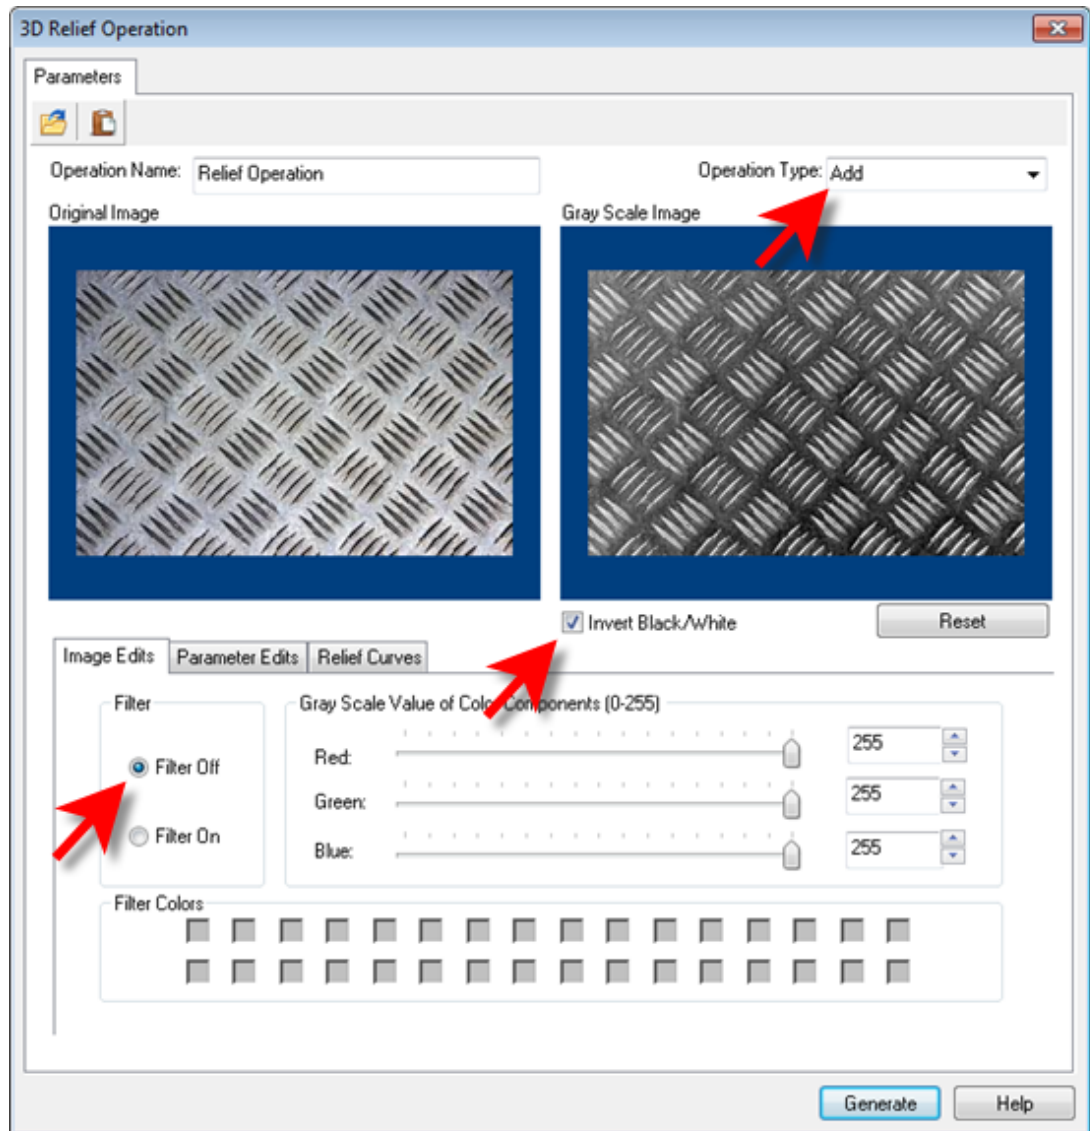 3D Relief Operation
Parameters
Operation Name: Relief Operation
Operation Type: Add
Original Image
Gray Scale Image
Invert Black/White
Reset
Image Edits
Parameter Edits
Relief Curves
Filter
Gray Scale Value of Color Components (0-255)
Filter Off
Red:
255
Green:
255
Filter On
Blue:
255
Filter Colors
Generate
Help